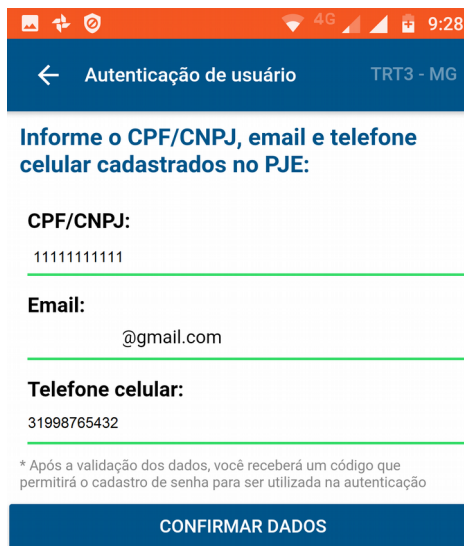 4G 9:28
Autenticação de usuário TRT3 - MG
Informe o CPF/CNPJ, email e telefone
celular cadastrados no PJE:
CPF/CNPJ:
11111111111
Email:
@gmail.com
Telefone celular:
31998765432
* Após a validação dos dados, você receberá um código que
permitirá o cadastro de senha para ser utilizada na autenticação
CONFIRMAR DADOS